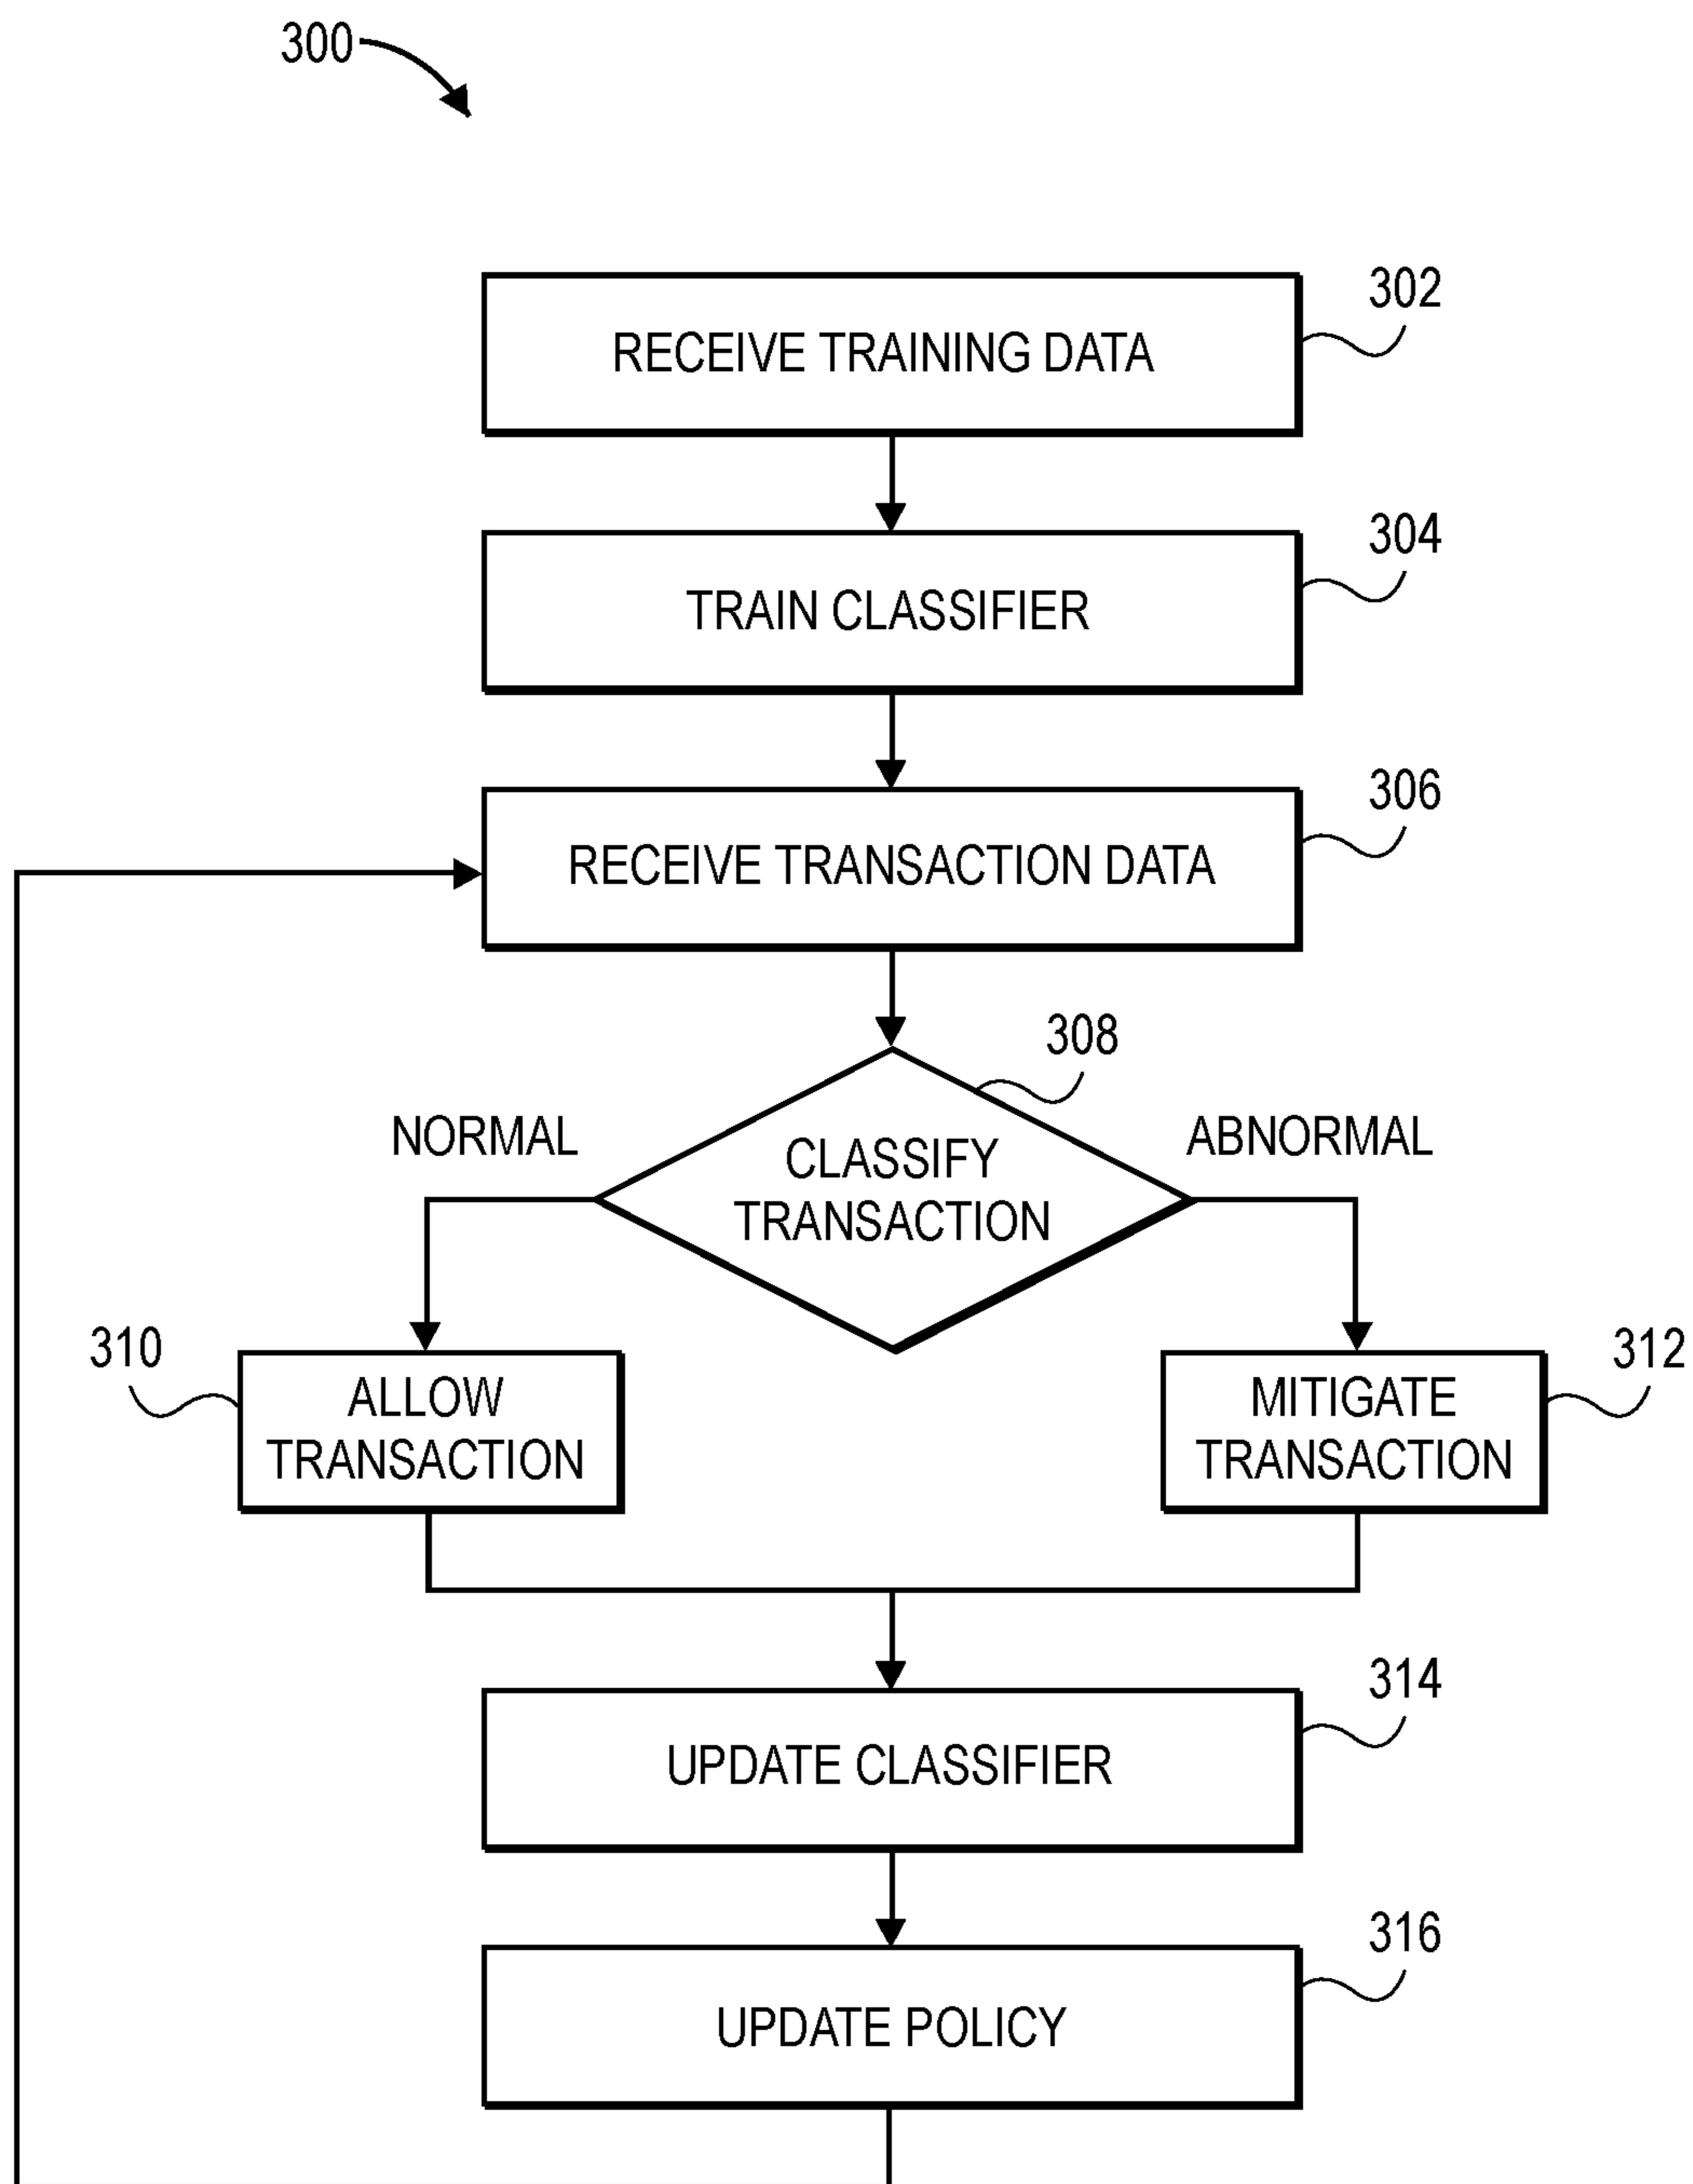 300
302
RECEIVE TRAINING DATA
304
TRAIN CLASSIFIER
306
RECEIVE TRANSACTION DATA
308
NORMAL
ABNORMAL
CLASSIFY
TRANSACTION
310
312
ALLOW
TRANSACTION
MITIGATE
TRANSACTION
314
UPDATE CLASSIFIER
316
UPDATE POLICY